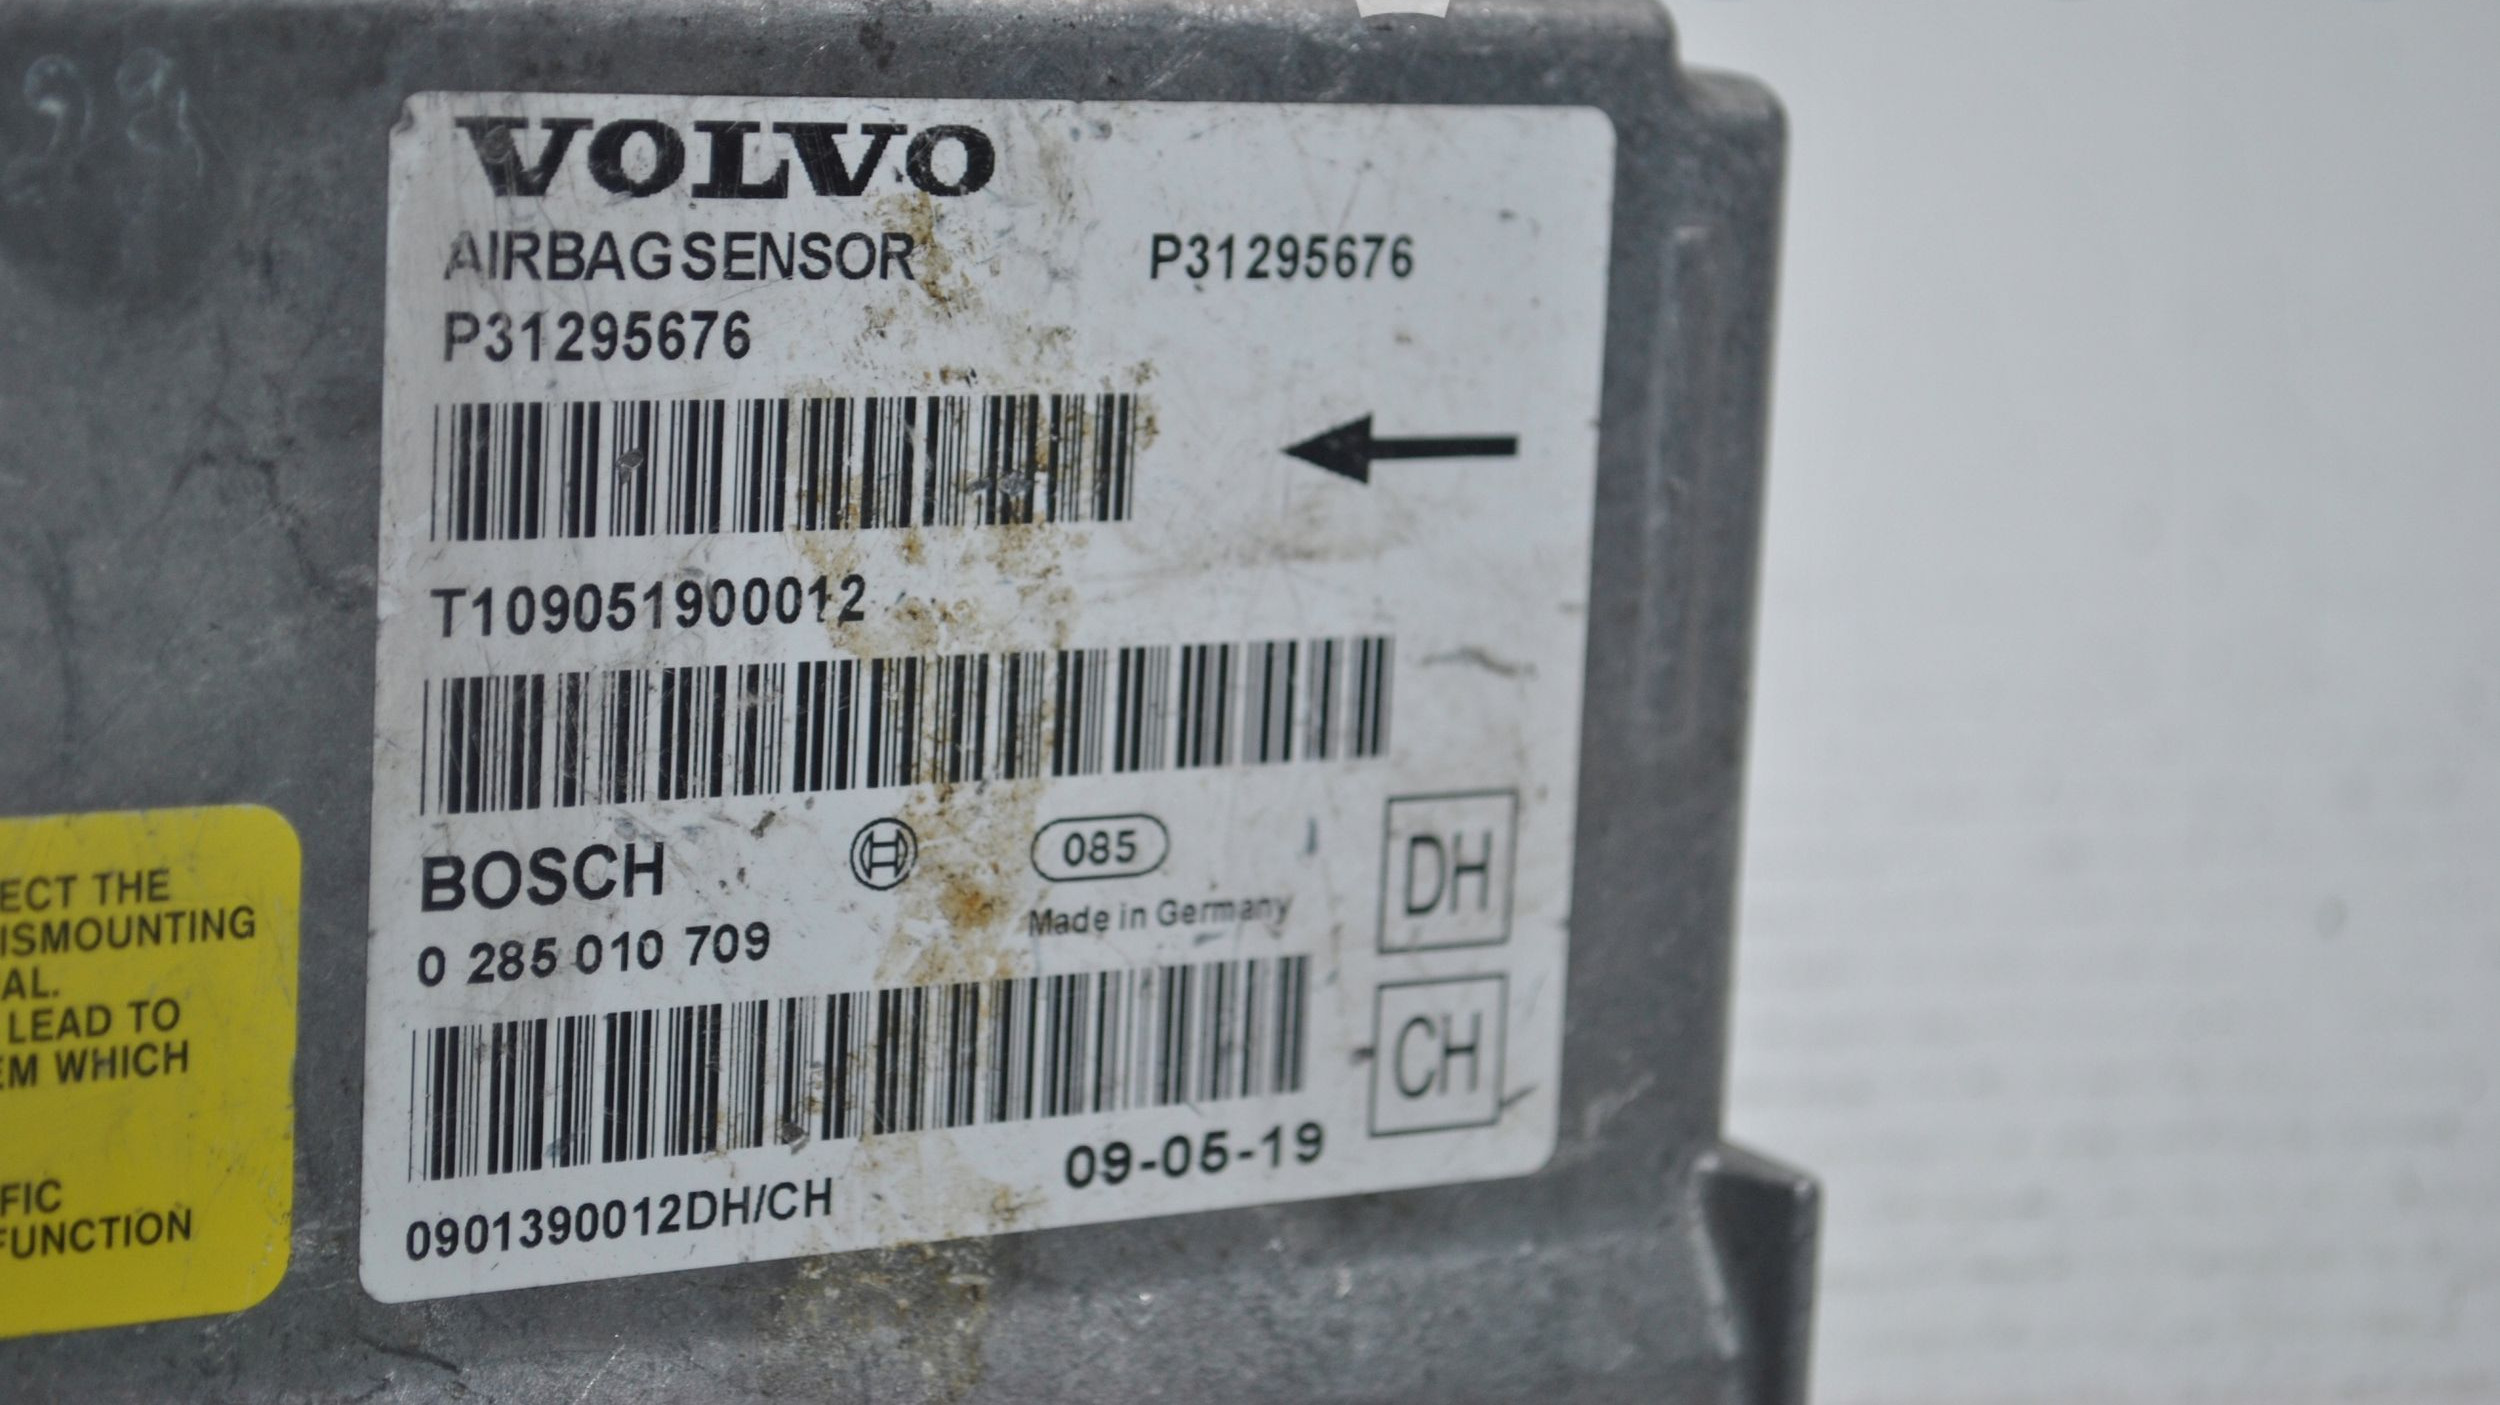 VOLVO
AIRBAGSENSOR P31295676
P31295676
T109051900012
BOSCH 085
Made in Germany
0 285 010 709
DH
CH
09-05-19
0901390012DH/CH
ECT THE
ISMOUNTING
AL.
LEAD TO
EM WHICH
FIC
FUNCTION